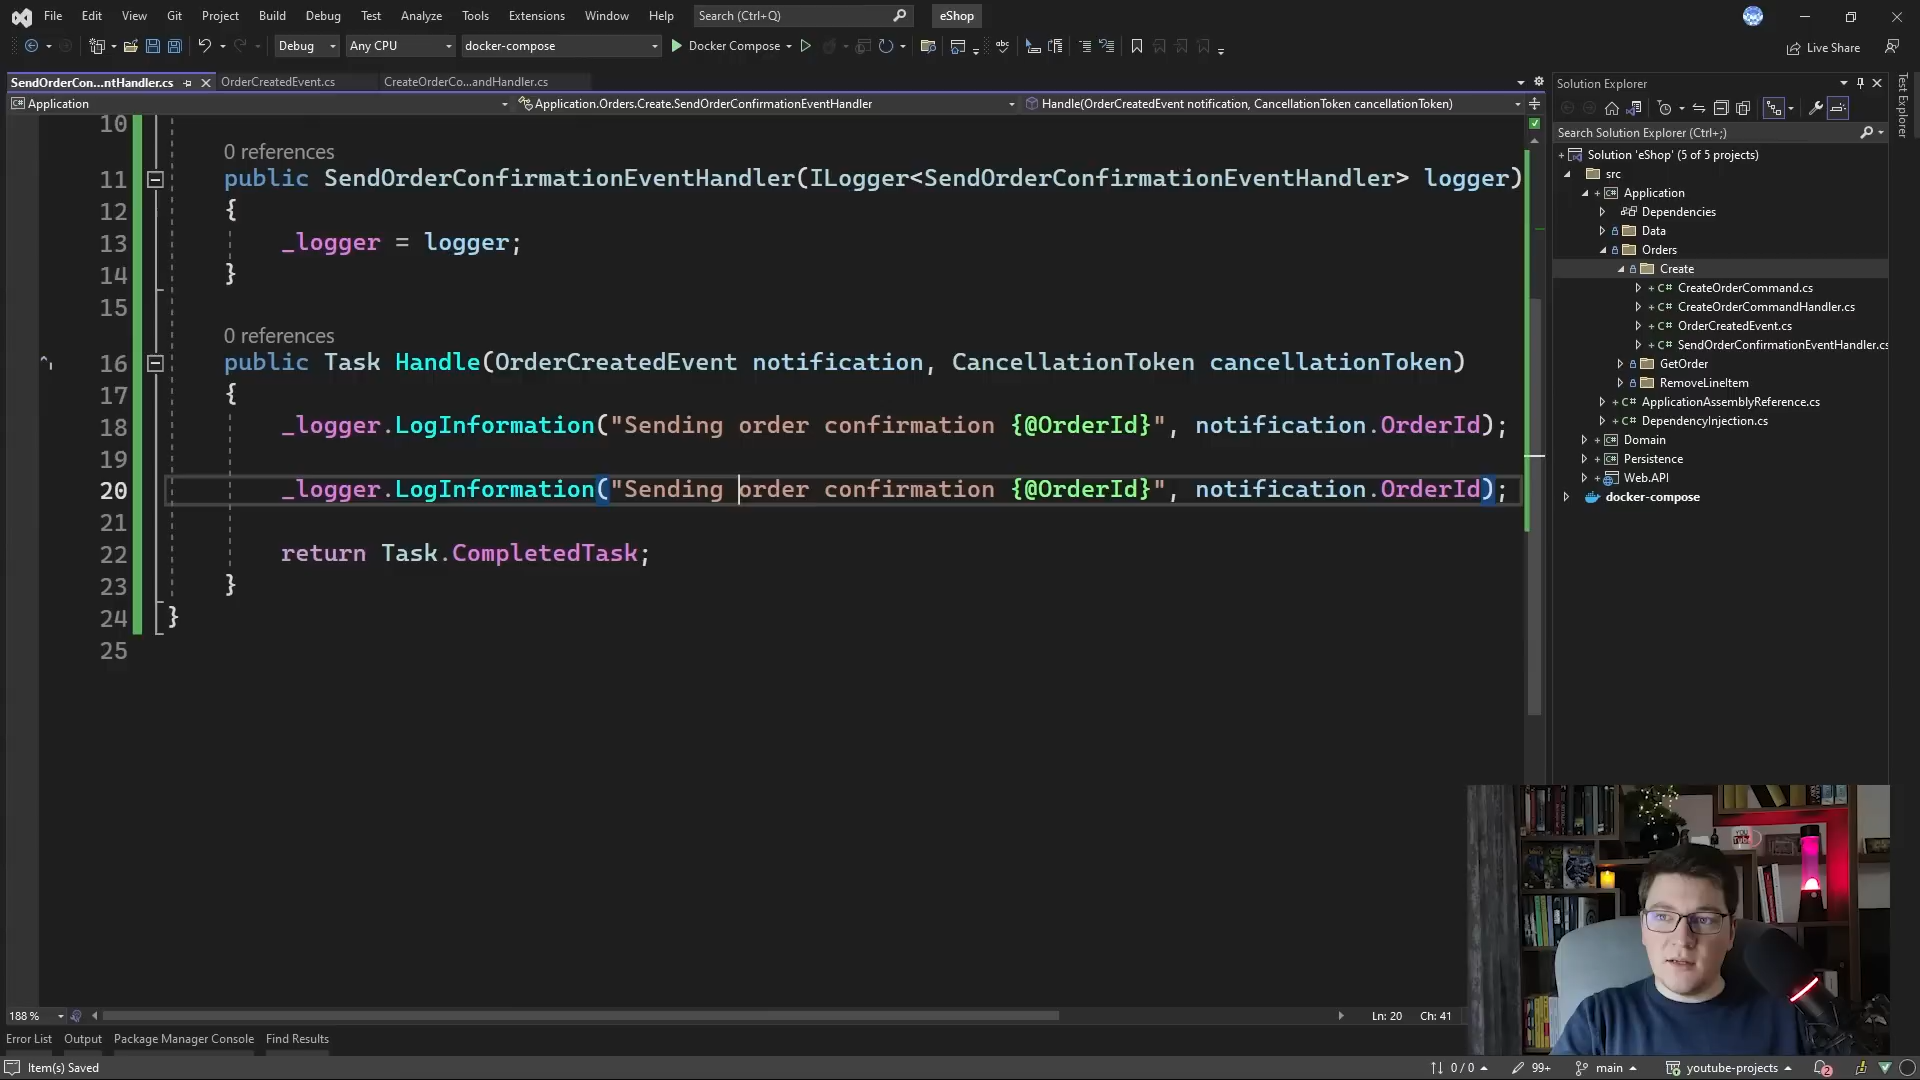 File Edit View Git Project Build Debug Test Analyze Tools Extensions Window Help Search (Ctrl+Q) eShop
Debug Any CPU docker-compose Docker Compose Live Share
SendOrderCon...ntHandler.cs OrderCreatedEvent.cs CreateOrderCo...andHandler.cs
Application Application.Orders.Create.SendOrderConfirmationEventHandler Handle(OrderCreatedEvent notification, CancellationToken cancellationToken)
10
0 references
11 public SendOrderConfirmationEventHandler(ILogger<SendOrderConfirmationEventHandler> logger)
12 {
13 _logger = logger;
14 }
15
0 references
16 public Task Handle(OrderCreatedEvent notification, CancellationToken cancellationToken)
17 {
18 _logger.LogInformation("Sending order confirmation {@OrderId}", notification.OrderId);
19
20 _logger.LogInformation("Sending order confirmation {@OrderId}", notification.OrderId);
21
22 return Task.CompletedTask;
23 }
24 }
25
188 % Ln: 20 Ch: 41
Error List Output Package Manager Console Find Results
Item(s) Saved 0 / 0 99+ main youtube-projects 2
Solution Explorer
Search Solution Explorer (Ctrl+;)
Solution 'eShop' (5 of 5 projects)
src
Application
Dependencies
Data
Orders
Create
CreateOrderCommand.cs
CreateOrderCommandHandler.cs
OrderCreatedEvent.cs
SendOrderConfirmationEventHandler.cs
GetOrder
RemoveLineItem
ApplicationAssemblyReference.cs
DependencyInjection.cs
Domain
Persistence
Web.API
docker-compose
Test Explorer